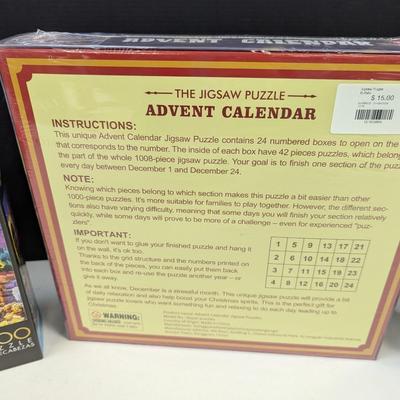 ADVENT CALENDAR
$ 15.00
THE JIGSAW PUZZLE
ADVENT CALENDAR
INSTRUCTIONS:
This unique Advent Calendar Jigsaw Puzzle contains 24 numbered boxes to open on the
that corresponds to the number. The inside of each box have 42 pieces puzzles, which belong
the part of the whole 1008-piece jigsaw puzzle. Your goal is to finish one section of the puz
every day between December 1 and December 24.
NOTE:
Knowing which pieces belong to which section makes this puzzle a bit easier than other
1000-piece puzzles. It more suitable for families to play together. However, the different sec-
tions also have varying difficulty, meaning that some days you will finish your section relatively
quickly, while some days will prove to be more of a challenge – even for experienced "puz-
zlers"
IMPORTANT:
If you don't want to glue your finished puzzle and hang it
on the wall, it's ok too.
Thanks to the grid structure and the numbers printed on
the back of the pieces, you can easily put them back
into each box and re-use the puzzle another year – or
give it away.
1 5 9 13 17 21
2 6 10 14 18 22
3 7 11 15 19 23
4 8 12 16 20 24
As we all know, December is a stressful month. This unique jigsaw puzzle will provide a bit
of daily relaxation and also help boost your Christmas spirits. This is the perfect gift for
jigsaw puzzle lovers who want something fun and relaxing to do each day leading up to
Christmas.
WARNING:
Product name: Advent Calendar Jigsaw Puzzles
00
ZZLE
ECABEZAS